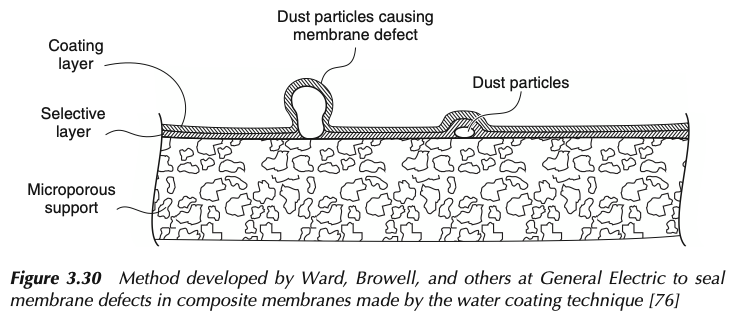 Dust particles causing
membrane defect
Coating
layer
Dust particles
Selective
layer
Microporous
support
Figure 3.30 Method developed by Ward, Browell, and others at General Electric to seal
membrane defects in composite membranes made by the water coating technique [76]